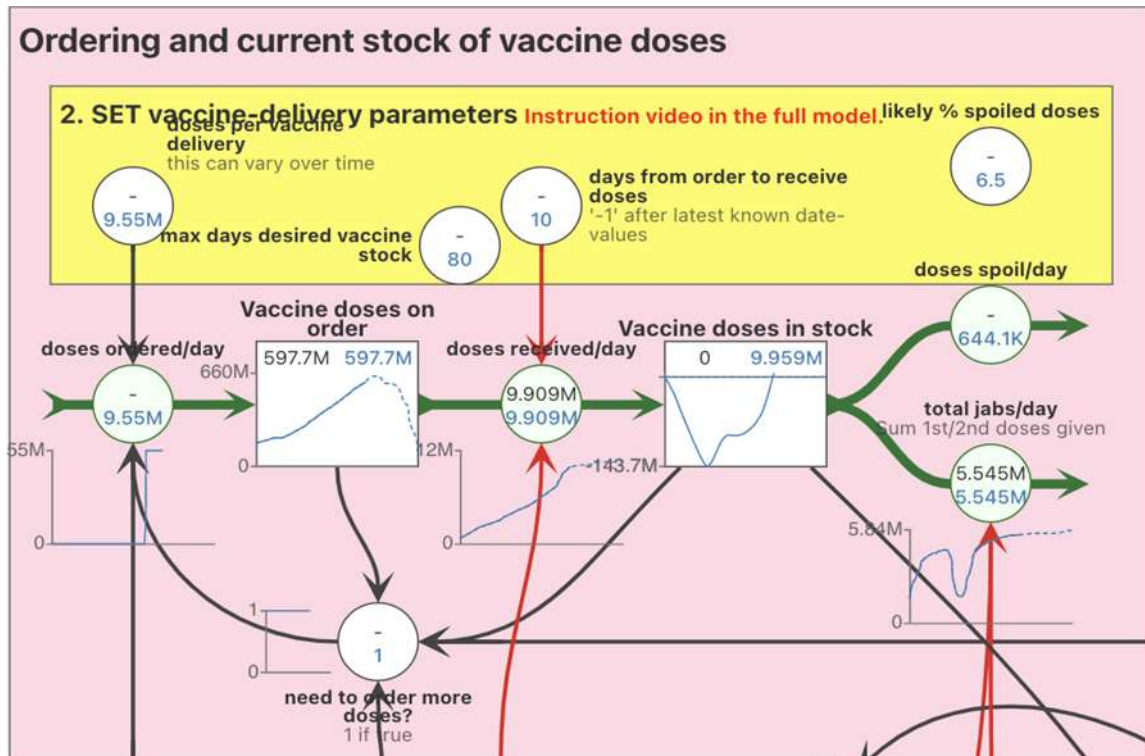 Ordering and current stock of vaccine doses
2. SET vaccine-delivery parameters Instruction video in the full model.
likely % spoiled doses
-
6.5
doses per vaccine
delivery
this can vary over time
-
9.55M
max days desired vaccine
stock
-
80
-
10
days from order to receive
doses
'-1' after latest known date-
values
doses spoil/day
-
644.1K
Vaccine doses on
order
597.7M 597.7M
660M
0
doses ordered/day
-
9.55M
doses received/day
9.909M
9.909M
Vaccine doses in stock
0 9.959M
-143.7M
total jabs/day
Sum 1st/2nd doses given
5.545M
5.545M
55M
0
12M
0
5.84M
0
1
0
-
1
need to order more
doses?
1 if true